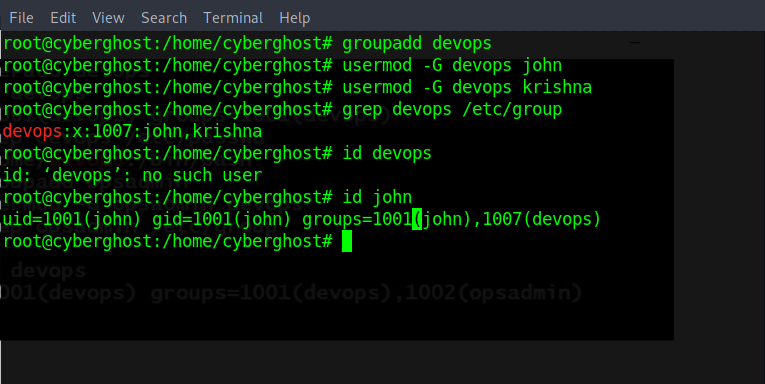 File Edit View Search Terminal Help
root@cyberghost:/home/cyberghost# groupadd devops
root@cyberghost:/home/cyberghost# usermod -G devops john
root@cyberghost:/home/cyberghost# usermod -G devops krishna
root@cyberghost:/home/cyberghost# grep devops /etc/group
devops:x:1007:john,krishna
root@cyberghost:/home/cyberghost# id devops
id: ‘devops’: no such user
root@cyberghost:/home/cyberghost# id john
uid=1001(john) gid=1001(john) groups=1001(john),1007(devops)
root@cyberghost:/home/cyberghost#
devops
001(devops) groups=1001(devops),1002(opsadmin)